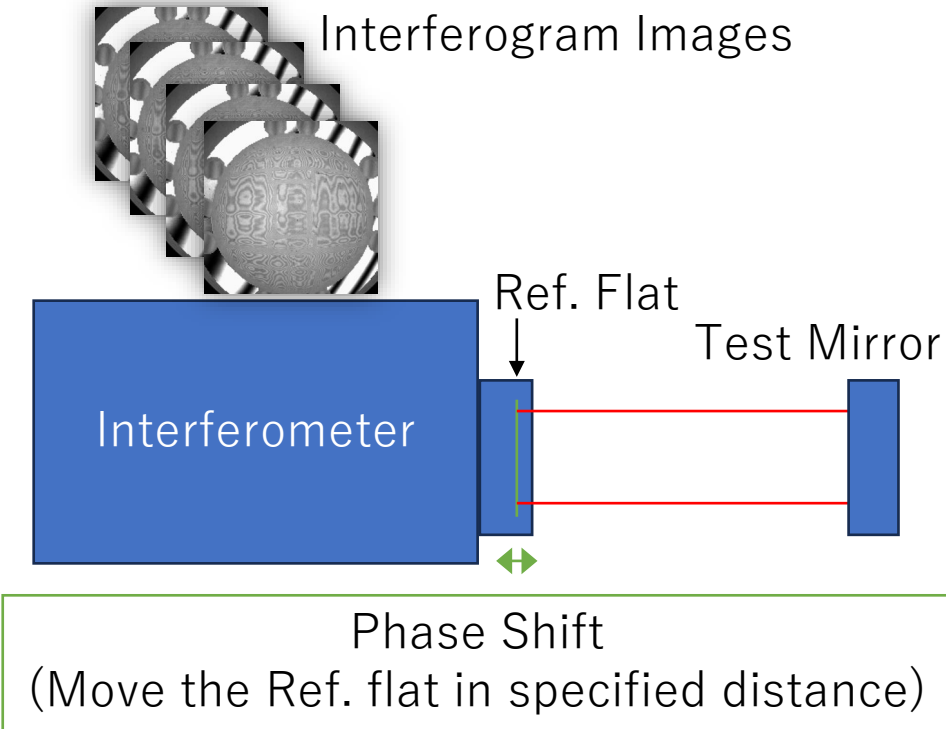 Interferogram Images
Ref. Flat
Test Mirror
Interferometer
Phase Shift
(Move the Ref. flat in specified distance)